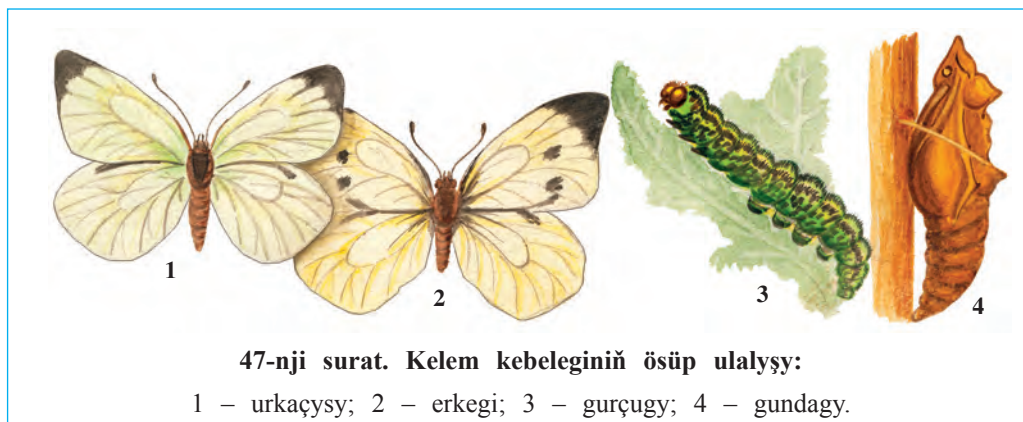 1
2
3
4
47-nji surat. Kelem kebeleginiň ösüp ulalyşy:
1 – urkaçysy; 2 – erkegi; 3 – gurçugy; 4 – gundagy.